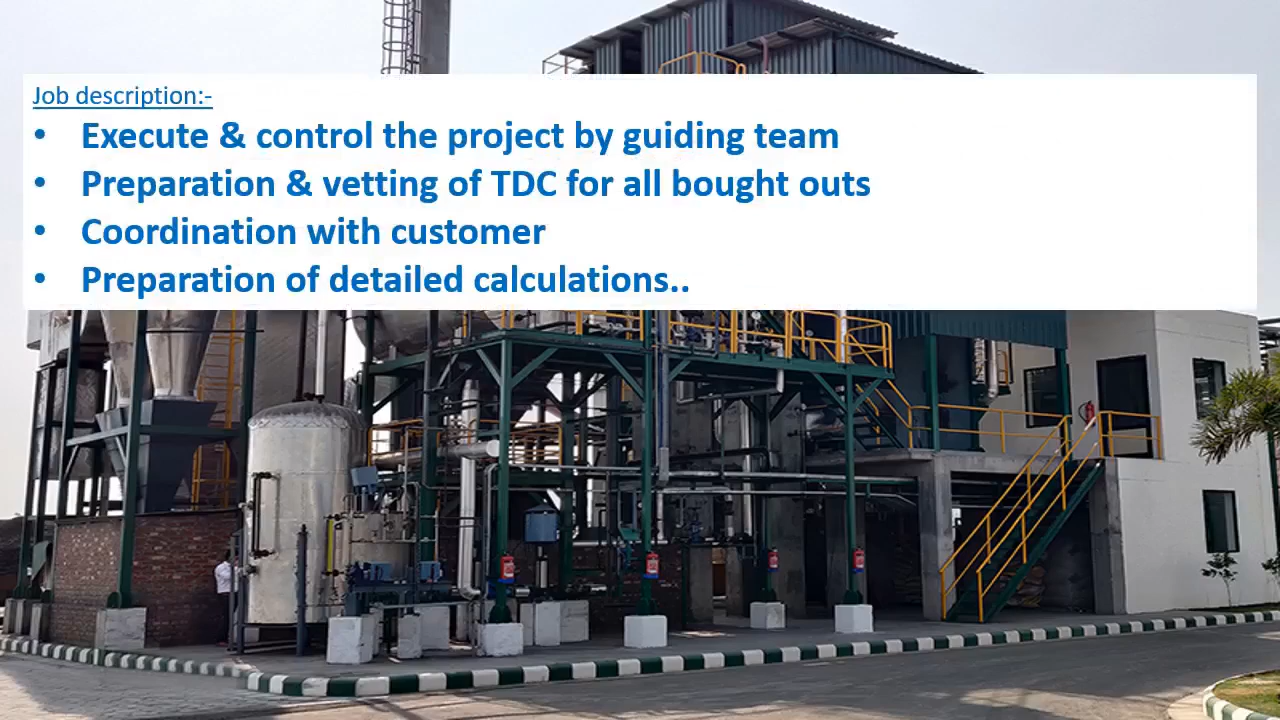 Job description:-
• Execute & control the project by guiding team
• Preparation & vetting of TDC for all bought outs
• Coordination with customer
• Preparation of detailed calculations..